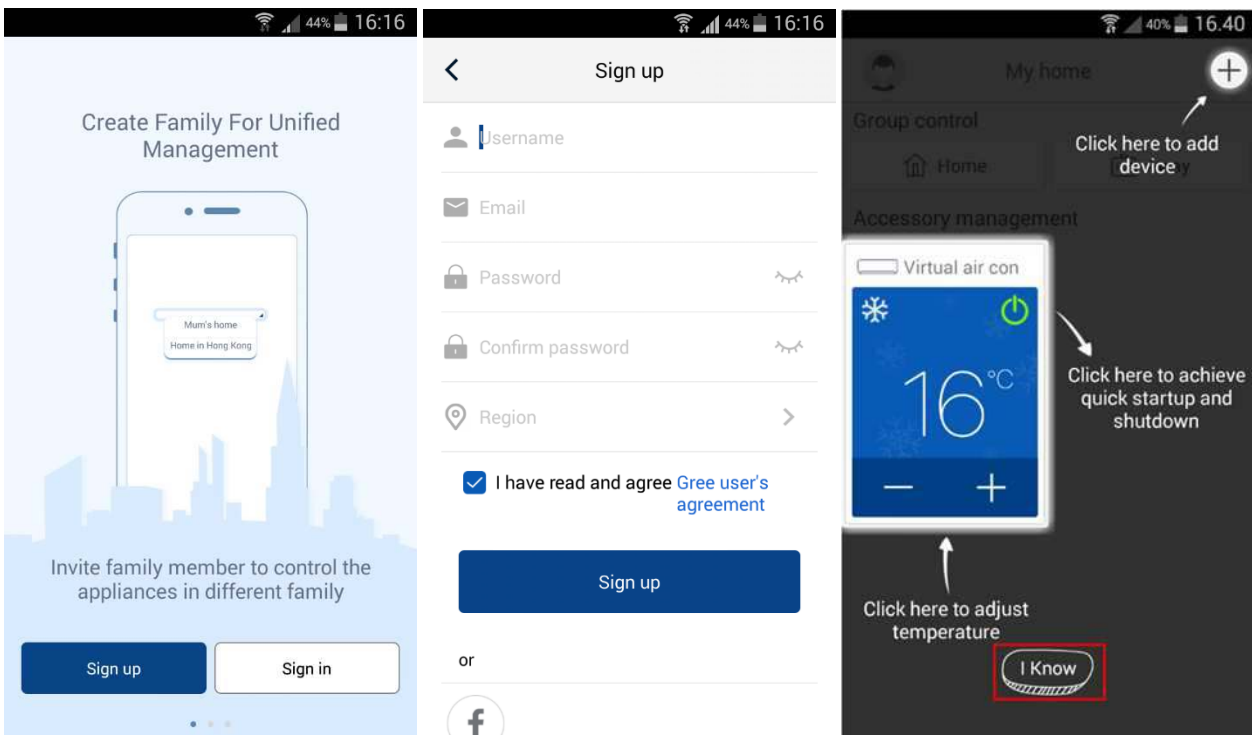 44% 16:16
Create Family For Unified
Management
Mum's home
Home in Hong Kong
Invite family member to control the
appliances in different family
Sign up
Sign in
44% 16:16
Sign up
Username
Email
Password
Confirm password
Region
I have read and agree Gree user's
agreement
Sign up
or
f
40% 16.40
My home
Group control
Click here to add
device
Home
Accessory management
Virtual air con
16°C
Click here to achieve
quick startup and
shutdown
− +
Click here to adjust
temperature
I Know